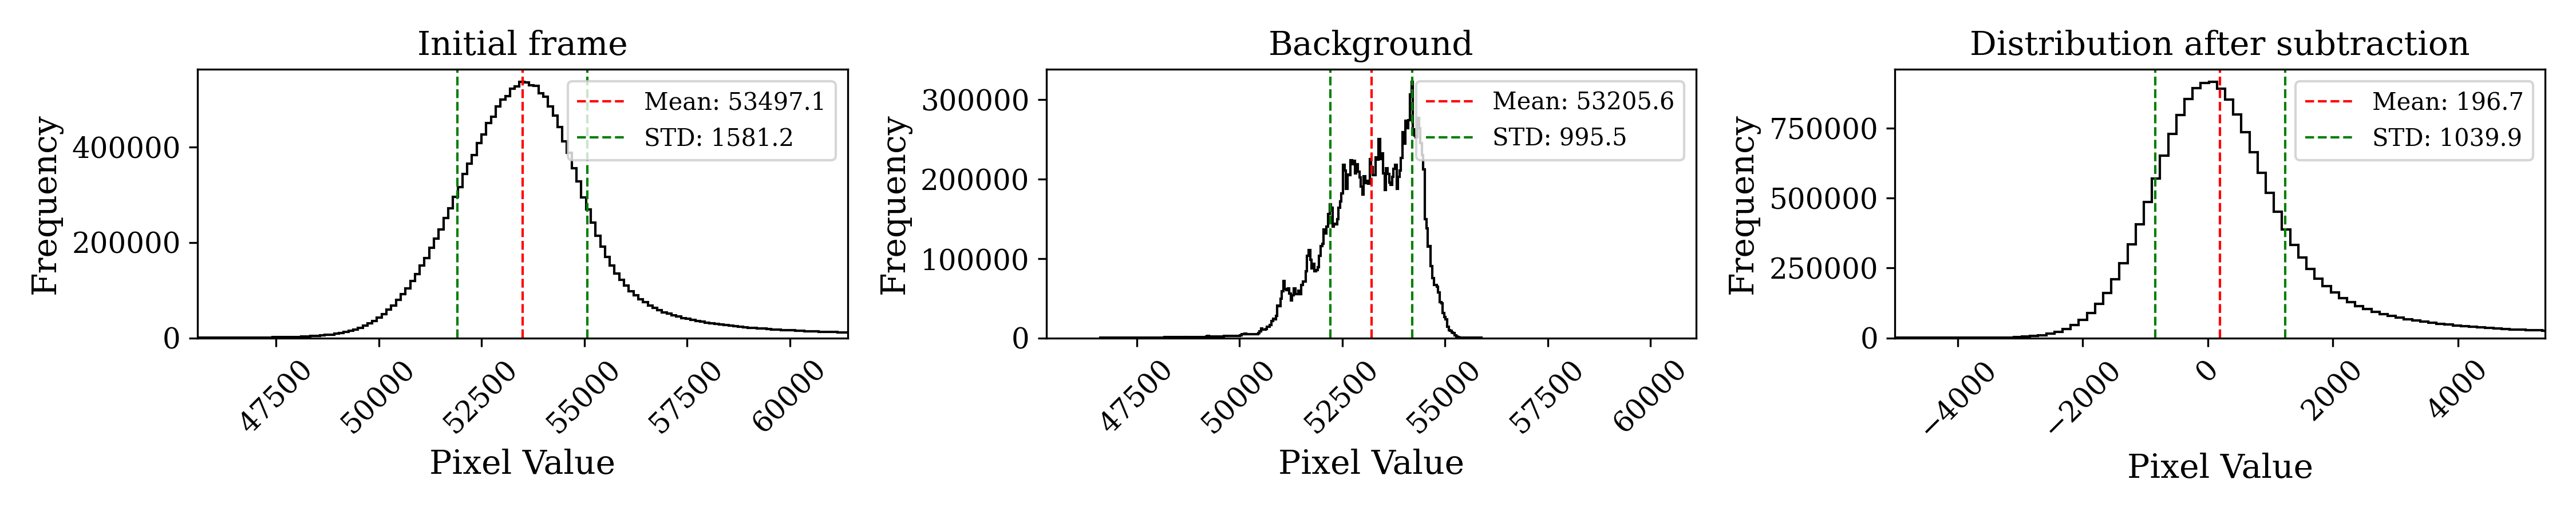 Initial frame
Mean: 53497.1
STD: 1581.2
Frequency
400000
200000
0
47500
50000
52500
55000
57500
60000
Pixel Value
Background
Mean: 53205.6
STD: 995.5
Frequency
300000
200000
100000
0
47500
50000
52500
55000
57500
60000
Pixel Value
Distribution after subtraction
Mean: 196.7
STD: 1039.9
Frequency
750000
500000
250000
0
−4000
−2000
0
2000
4000
Pixel Value